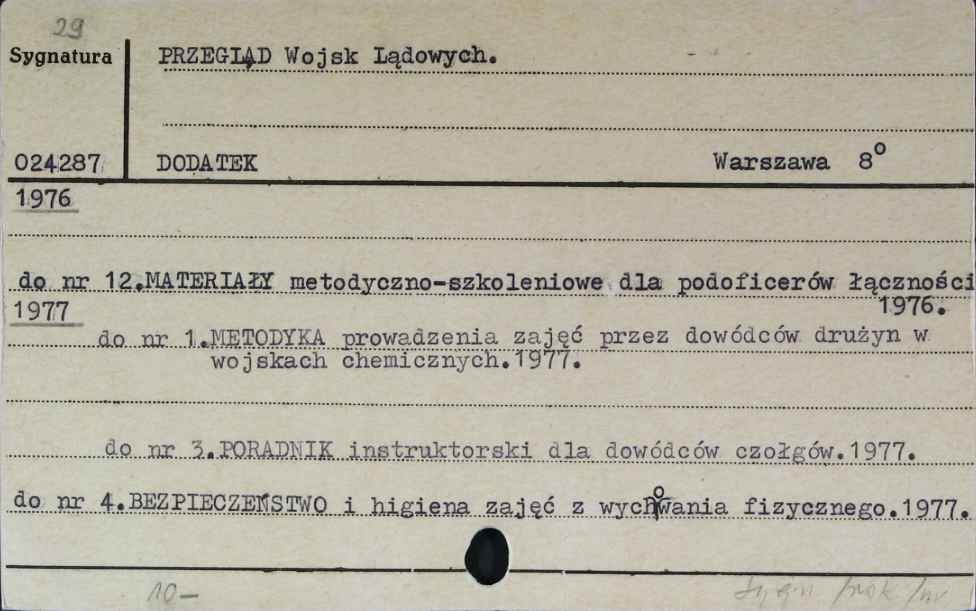 29
Sygnatura
PRZEGLĄD Wojsk Lądowych.
024287 DODATEK Warszawa 8°
1976
do nr 12.MATERIAŁY metodyczno-szkoleniowe dla podoficerów łączności
1976.
1977
do nr 1.METODYKA prowadzenia zajęć przez dowódców drużyn w
wojskach chemicznych.1977.
do nr 3.PORADNIK instruktorski dla dowódców czołgów.1977.
do nr 4.BEZPIECZEŃSTWO i higiena zajęć z wychowania fizycznego.1977.
10-